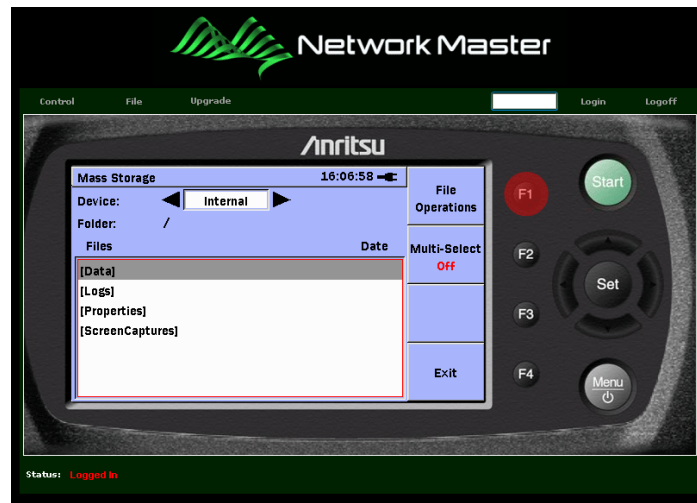 Network Master
Control File Upgrade Login Logoff
Anritsu
Mass Storage 16:06:58
Device: Internal
Folder: /
Files Date
[Data]
[Logs]
[Properties]
[ScreenCaptures]
File
Operations
Multi-Select
Off
Exit
F1
F2
F3
F4
Start
Set
Menu
Status: Logged In